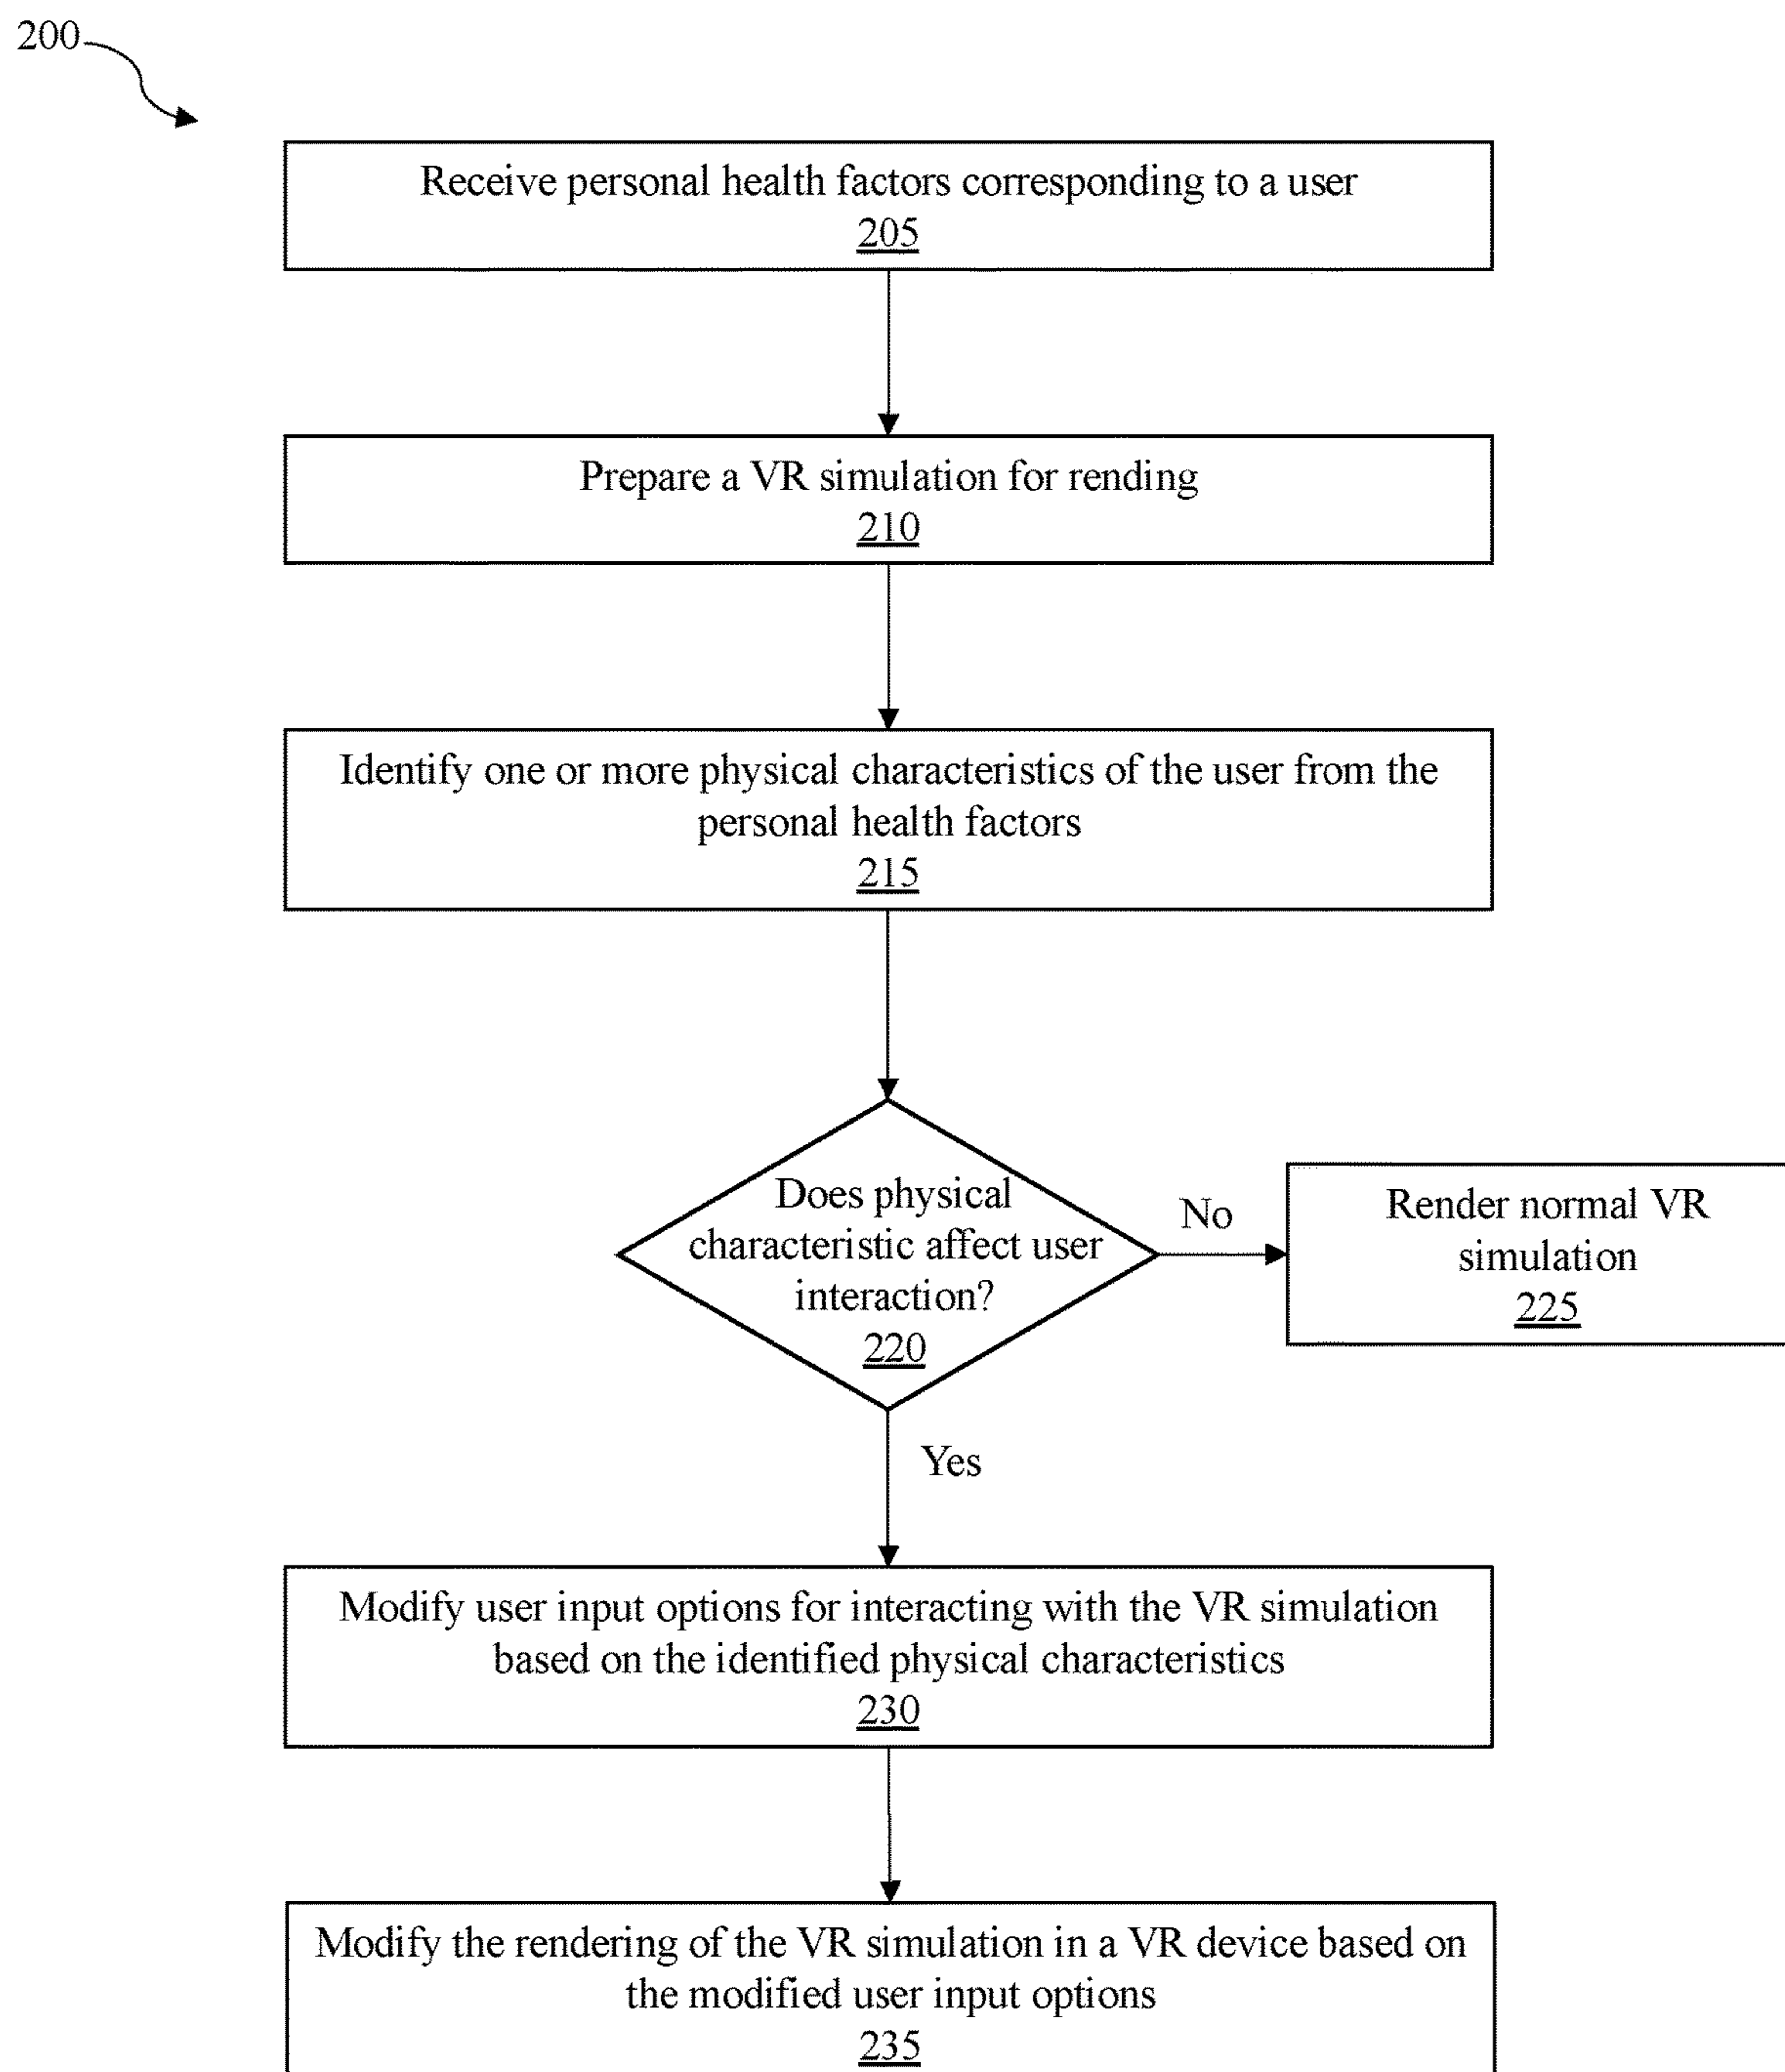 200
Receive personal health factors corresponding to a user
205
Prepare a VR simulation for rending
210
Identify one or more physical characteristics of the user from the
personal health factors
215
Does physical
characteristic affect user
interaction?
220
No
Render normal VR
simulation
225
Yes
Modify user input options for interacting with the VR simulation
based on the identified physical characteristics
230
Modify the rendering of the VR simulation in a VR device based on
the modified user input options
235